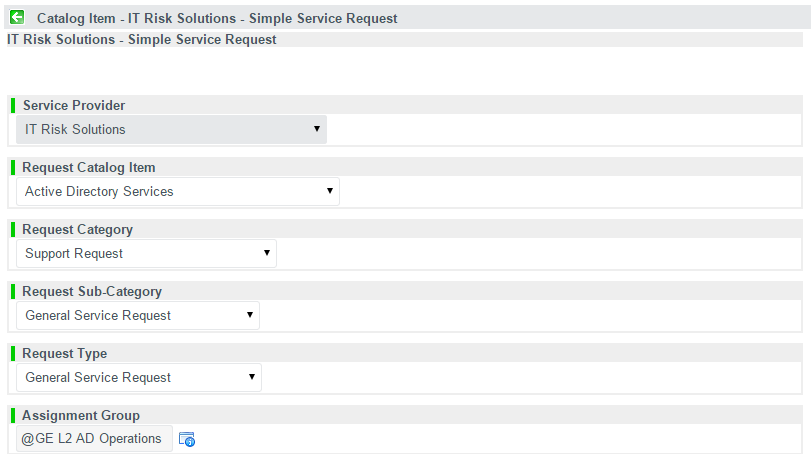 Catalog Item - IT Risk Solutions - Simple Service Request
IT Risk Solutions - Simple Service Request
Service Provider
IT Risk Solutions
Request Catalog Item
Active Directory Services
Request Category
Support Request
Request Sub-Category
General Service Request
Request Type
General Service Request
Assignment Group
@GE L2 AD Operations